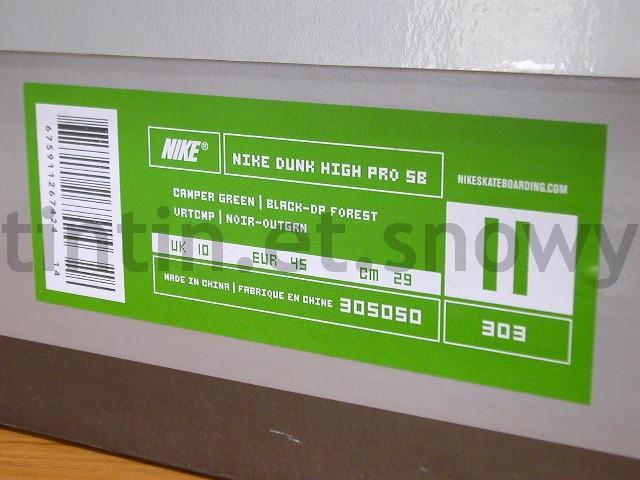 NIKE®
NIKE DUNK HIGH PRO SB
NIKESKATEBOARDING.COM
CAMPER GREEN | BLACK-DP FOREST
VRTCMP | NOIR-OUTGRN
UK 10 EUR 45 CM 29
11
MADE IN CHINA | FABRIQUE EN CHINE 305050
303
14
tintin.et.snowy